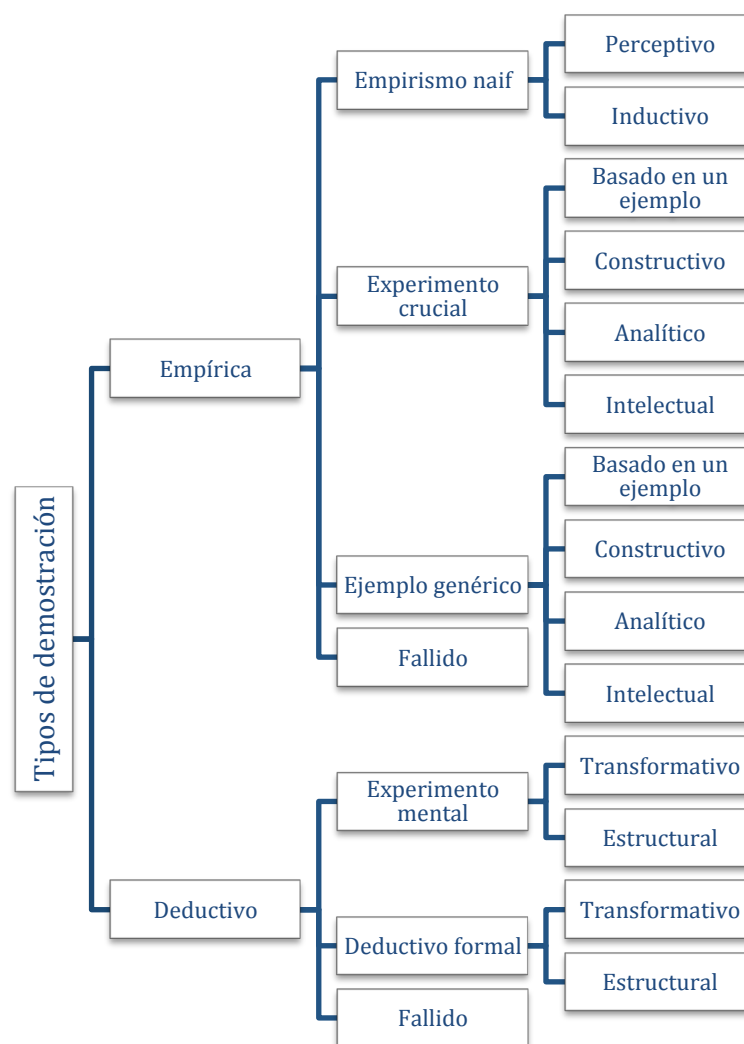 Tipos de demostración
Empírica
Empirismo naif
Perceptivo
Inductivo
Experimento
crucial
Basado en un
ejemplo
Constructivo
Analítico
Intelectual
Ejemplo genérico
Basado en un
ejemplo
Constructivo
Analítico
Intelectual
Fallido
Deductivo
Experimento
mental
Transformativo
Estructural
Deductivo formal
Transformativo
Estructural
Fallido